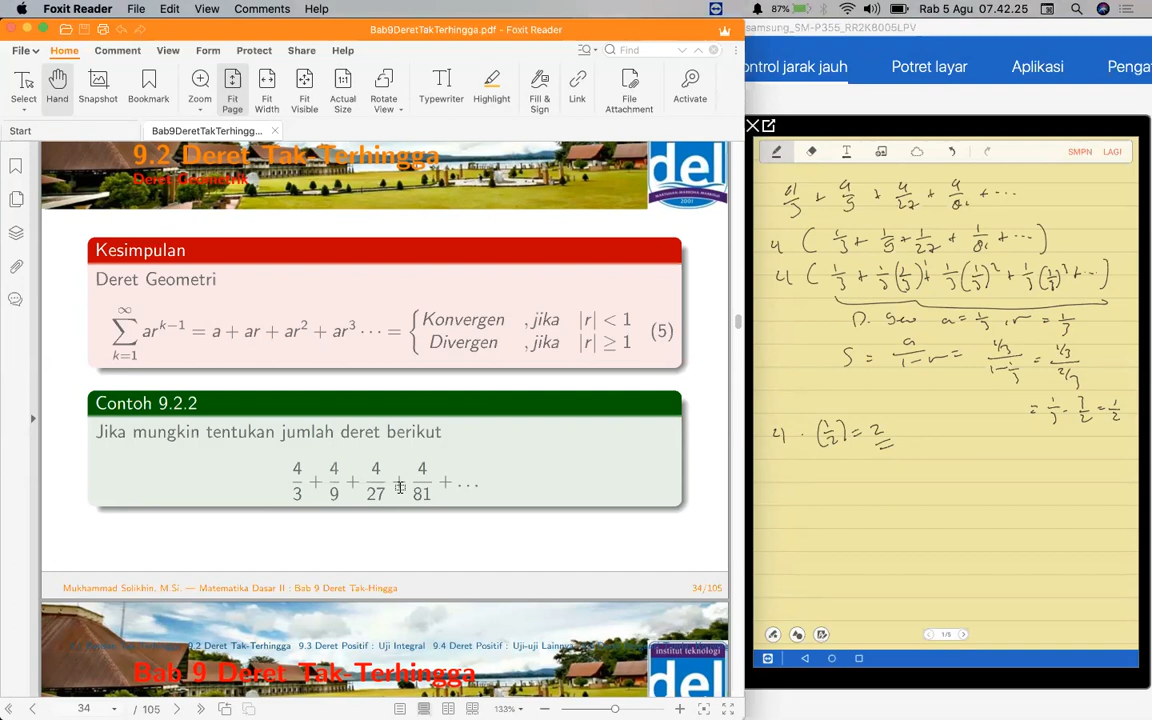 Foxit Reader File Edit View Comments Help
87% Rab 5 Agu 07.42.25
Bab9DeretTakTerhingga.pdf - Foxit Reader
samsung_SM-P355_RR2K8005LPV
File Home Comment View Form Protect Share Help
Find
ontrol jarak jauh Potret layar Aplikasi Penga
Select Hand Snapshot Bookmark Zoom Fit Page Fit Width Fit Visible Actual Size Rotate View Typewriter Highlight Fill & Sign Link File Attachment Activate
Start Bab9DeretTakTerhingg...
9.2 Deret Tak-Terhingga
Deret Geometrik
del
2001
Kesimpulan
Deret Geometri
∞∑k=1 ar^{k−1} = a + ar + ar² + ar³ ⋯ = { Konvergen , jika |r| < 1
Divergen , jika |r| ≥ 1 (5)
Contoh 9.2.2
Jika mungkin tentukan jumlah deret berikut
4/3 + 4/9 + 4/27 + 4/81 + ⋯
Mukhammad Solikhin, M.Si. — Matematika Dasar II : Bab 9 Deret Tak-Hingga 34/105
9.2 Deret Tak-Terhinga 9.3 Deret Positif : Uji Integral 9.4 Deret Positif : Uji-uji Lainnya
institut teknologi
Bab 9 Deret Tak-Terhingga
del
34 / 105 133%
SMPN LAGI
4/3 + 4/9 + 4/27 + 4/81 + ⋯
4 ( 1/3 + 1/9 + 1/27 + 1/81 + ⋯ )
4 ( 1/3 + 1/3(1/3)^1 + 1/3(1/3)² + 1/3(1/3)³ + ⋯ )
D. Geo a = 1/3 , r = 1/3
S = a/1−r = 1/3 / 1−1/3 = 1/3 / 2/3
= 1/3 · 3/2 = 1/2
4 · (1/2) = 2
1/5